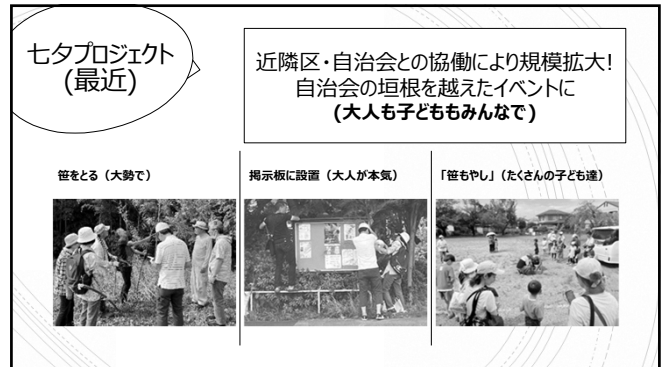 七夕プロジェクト
(最近)
近隣区・自治会との協働により規模拡大!
自治会の垣根を越えたイベントに
(大人も子どももみんなで)
笹をとる（大勢で）
掲示板に設置（大人が本気）
「笹もやし」（たくさんの子ども達）